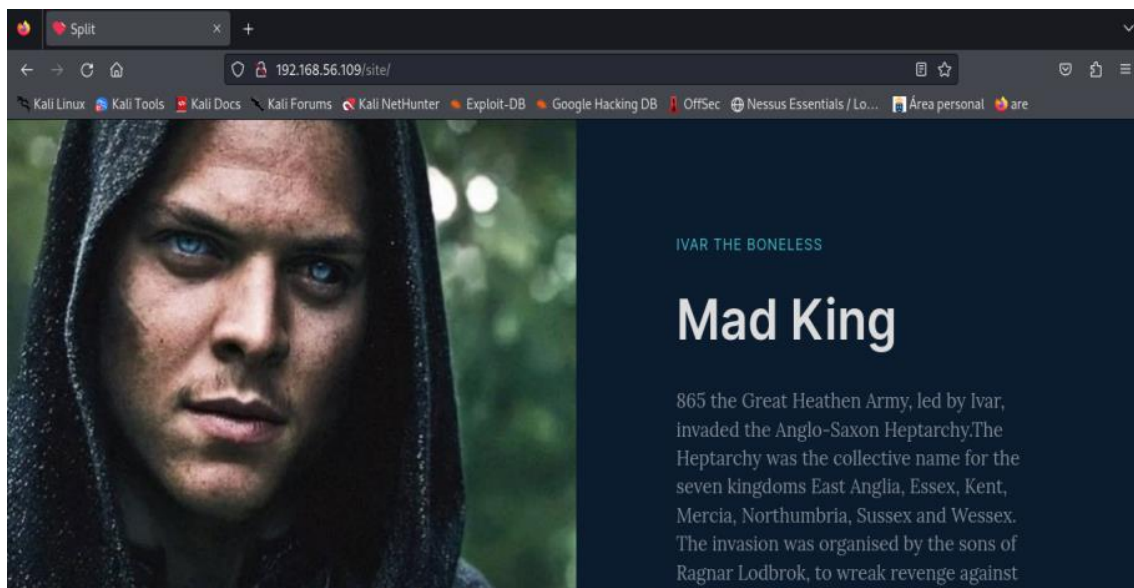 Split
192.168.56.109/site/
Kali Linux Kali Tools Kali Docs Kali Forums Kali NetHunter Exploit-DB Google Hacking DB OffSec Nessus Essentials / Lo... Área personal are
IVAR THE BONELESS
Mad King
865 the Great Heathen Army, led by Ivar,
invaded the Anglo-Saxon Heptarchy.The
Heptarchy was the collective name for the
seven kingdoms East Anglia, Essex, Kent,
Mercia, Northumbria, Sussex and Wessex.
The invasion was organised by the sons of
Ragnar Lodbrok, to wreak revenge against